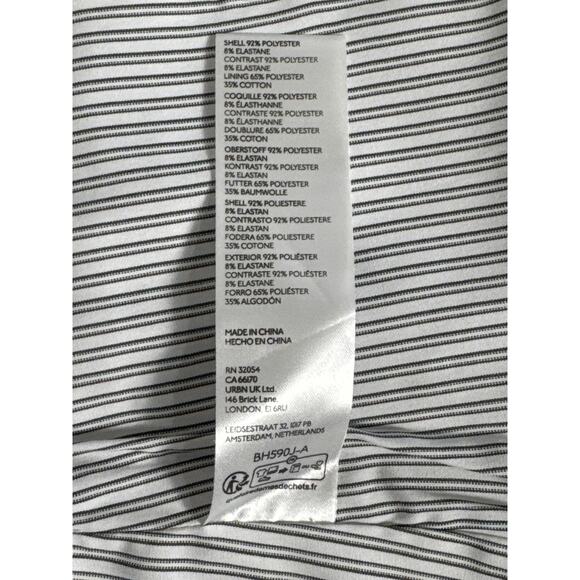 SHELL 92% POLYESTER
8% ELASTANE
CONTRAST 92% POLYESTER
8% ELASTANE
LINING 65% POLYESTER
35% COTTON
COQUILLE 92% POLYESTER
8% ÉLASTHANNE
CONTRASTE 92% POLYESTER
8% ÉLASTHANNE
DOUBLURE 65% POLYESTER
35% COTON
OBERSTOFF 92% POLYESTER
8% ELASTAN
KONTRAST 92% POLYESTER
8% ELASTAN
FUTTER 65% POLYESTER
35% BAUMWOLLE
SHELL 92% POLIESTERE
8% ELASTAN
CONTRASTO 92% POLIESTERE
8% ELASTAN
FODERA 65% POLIESTERE
35% COTONE
EXTERIOR 92% POLIÉSTER
8% ELASTAN
CONTRASTE 92% POLIÉSTER
8% ELASTAN
FORRO 65% POLIÉSTER
35% ALGODÓN
MADE IN CHINA
HECHO EN CHINA
RN 32054
CA 66170
URBN UK Ltd.
146 Brick Lane.
LONDON. E1 6RU
LEIDSESTRAAT 32, 1017 PB
AMSTERDAM, NETHERLANDS
BH590J-A